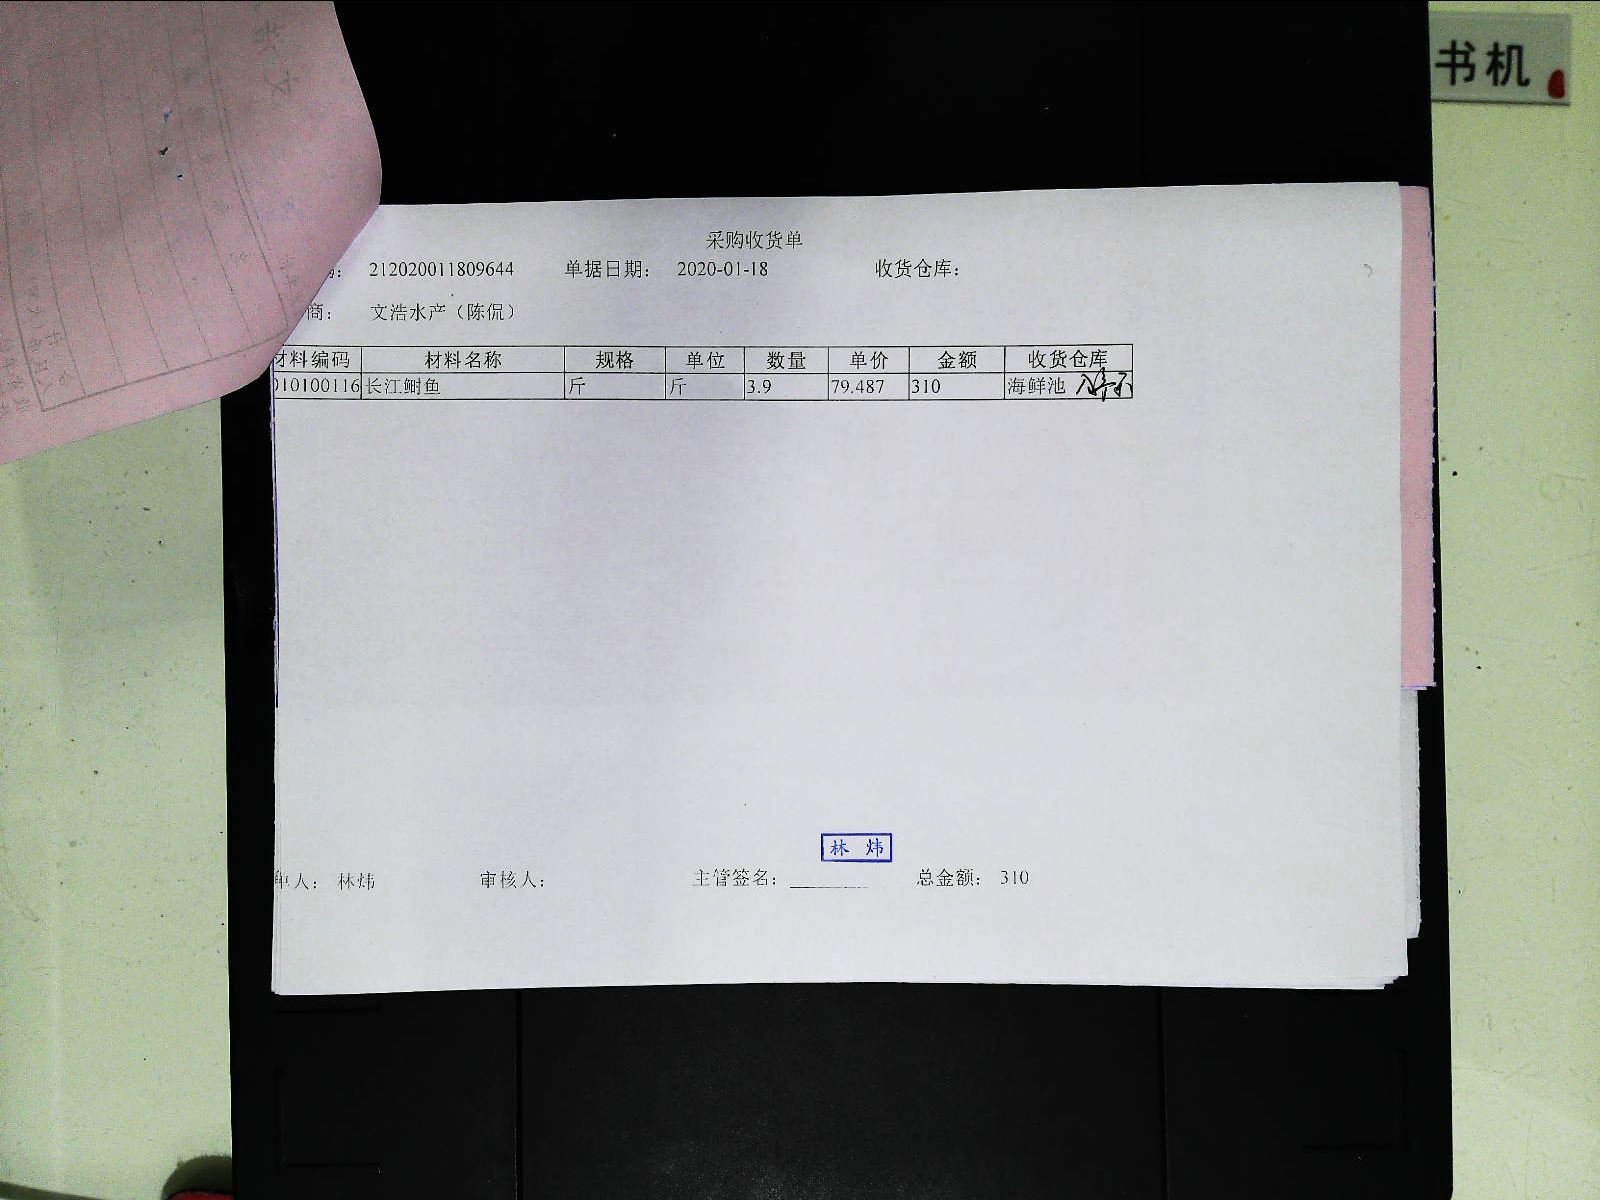 书机
采购收货单
212020011809644 单据日期： 2020-01-18 收货仓库：
商： 文浩水产（陈侃）
材料编码 材料名称 规格 单位 数量 单价 金额 收货仓库
010100116 长江鲥鱼 斤 斤 3.9 79.487 310 海鲜池
林 炜
单人： 林炜 审核人： 主管签名： 总金额： 310